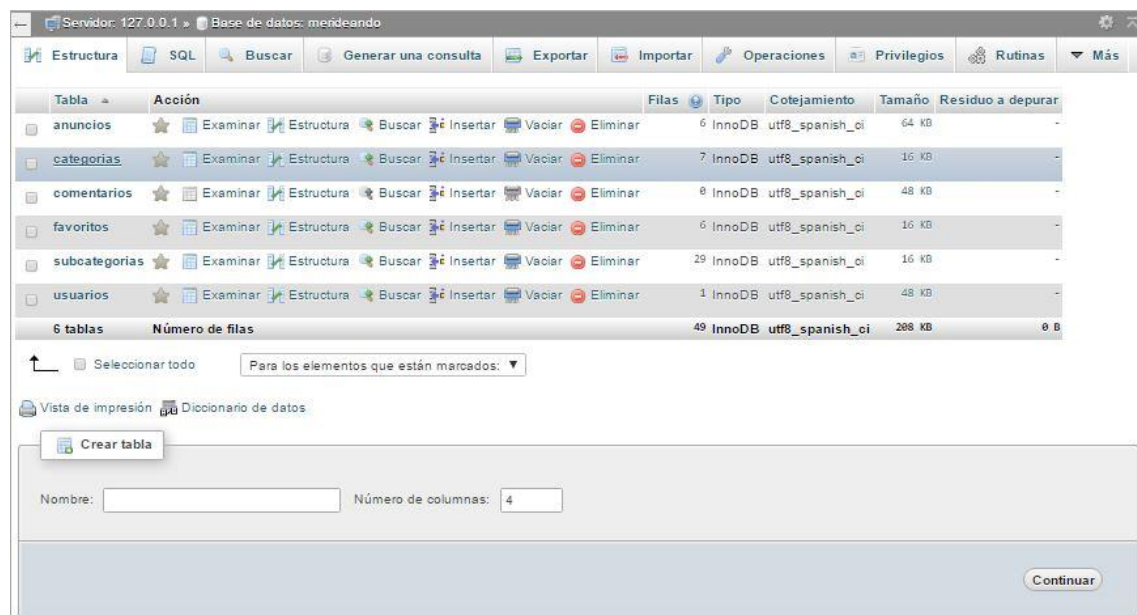 Servidor: 127.0.0.1 » Base de datos: merideando
Estructura SQL Buscar Generar una consulta Exportar Importar Operaciones Privilegios Rutinas Más
Tabla Acción Filas Tipo Cotejamiento Tamaño Residuo a depurar
anuncios Examinar Estructura Buscar Insertar Vaciar Eliminar 6 InnoDB utf8_spanish_ci 64 KB -
categorias Examinar Estructura Buscar Insertar Vaciar Eliminar 7 InnoDB utf8_spanish_ci 16 KB -
comentarios Examinar Estructura Buscar Insertar Vaciar Eliminar 0 InnoDB utf8_spanish_ci 48 KB -
favoritos Examinar Estructura Buscar Insertar Vaciar Eliminar 6 InnoDB utf8_spanish_ci 16 KB -
subcategorias Examinar Estructura Buscar Insertar Vaciar Eliminar 29 InnoDB utf8_spanish_ci 16 KB -
usuarios Examinar Estructura Buscar Insertar Vaciar Eliminar 1 InnoDB utf8_spanish_ci 48 KB -
6 tablas Número de filas 49 InnoDB utf8_spanish_ci 208 KB 0 B
Seleccionar todo Para los elementos que están marcados: ▼
Vista de impresión Diccionario de datos
Crear tabla
Nombre: Número de columnas: 4
Continuar